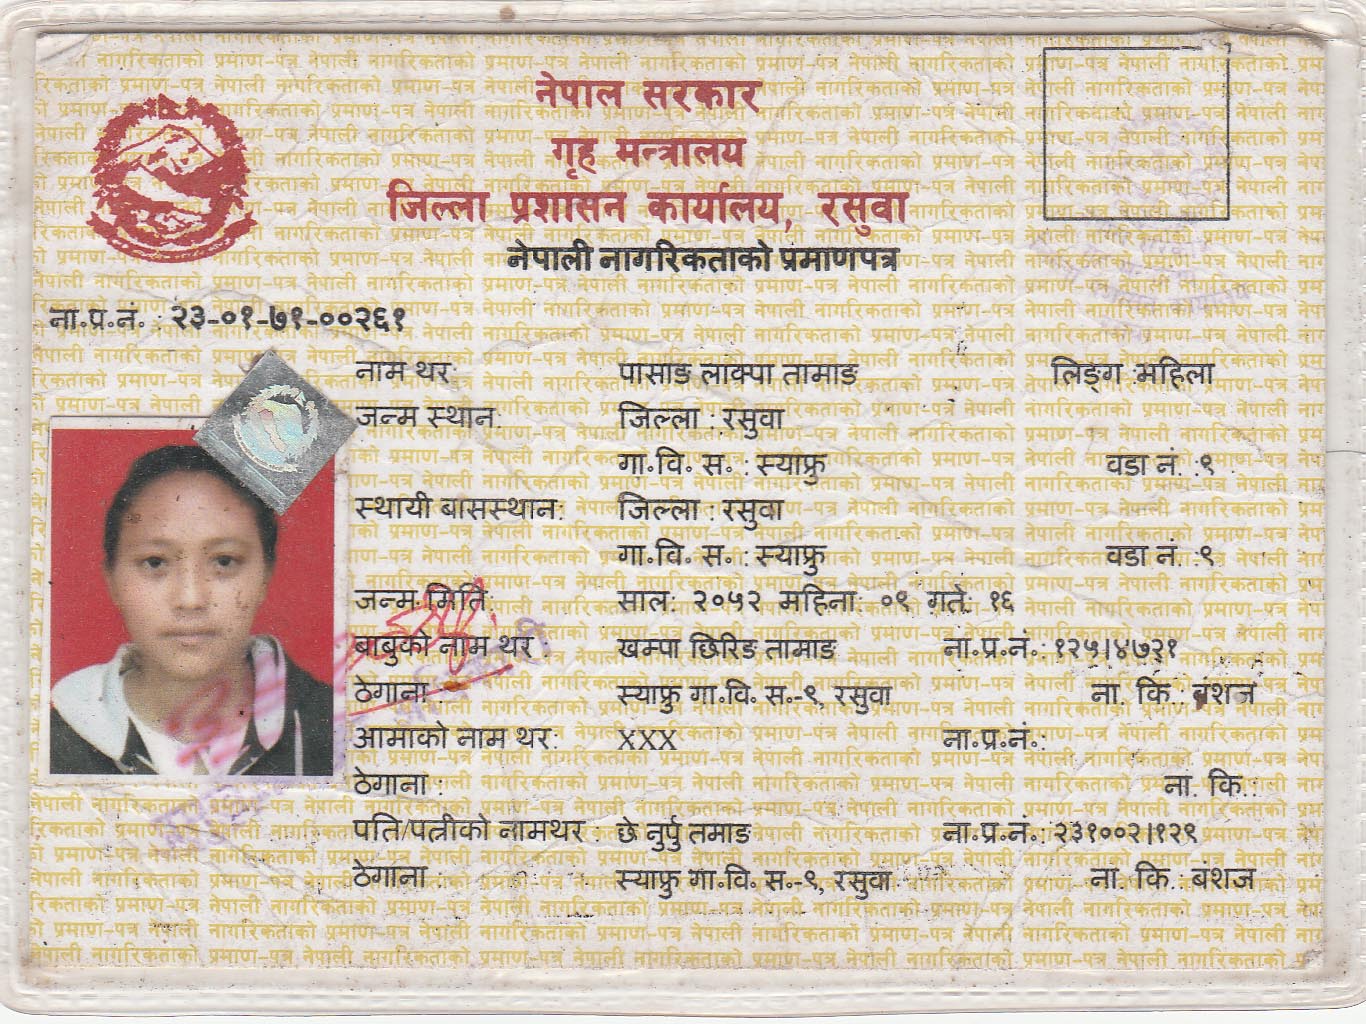 नेपाल सरकार
गृह मन्त्रालय
जिल्ला प्रशासन कार्यालय, रसुवा
नेपाली नागरिकताको प्रमाणपत्र
ना.प्र.नं. : २३-०१-७१-००२६१
नाम थर: पासाङ लाक्पा तामाङ लिङ्ग :महिला
जन्म स्थान: जिल्ला : रसुवा
गा.वि. स. : स्याफ्रु वडा नं. :९
स्थायी बासस्थान: जिल्ला : रसुवा
गा.वि. स. : स्याफ्रु वडा नं. :९
जन्म मिति: साल: २०५२ महिना: ०९ गते: १६
बाबुको नाम थर : खम्पा छिरिङ तामाङ ना.प्र.नं.: १२५।४७२१
ठेगाना : स्याफ्रु गा.वि. स.-९, रसुवा ना. कि.: बंशज
आमाको नाम थर: XXX ना.प्र.नं.:
ठेगाना : ना. कि.:
पति/पत्नीको नामथर : छे नुर्पु तमाङ ना.प्र.नं.: २३१००२।१२९
ठेगाना : स्याफ्रु गा.वि. स.-९, रसुवा ना. कि.: बंशज